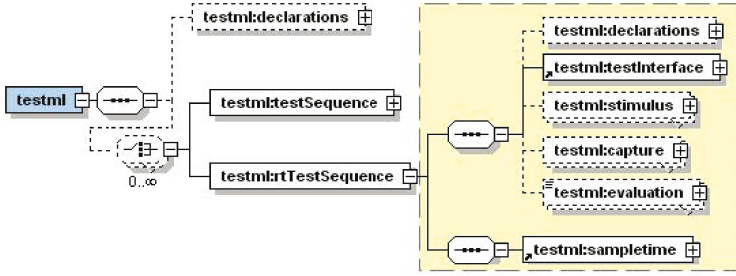 testml:declarations
testml:declarations
testml:testInterface
testml
testml:testSequence
testml:stimulus
testml:capture
0..∞
testml:rtTestSequence
testml:evaluation
testml:sampletime